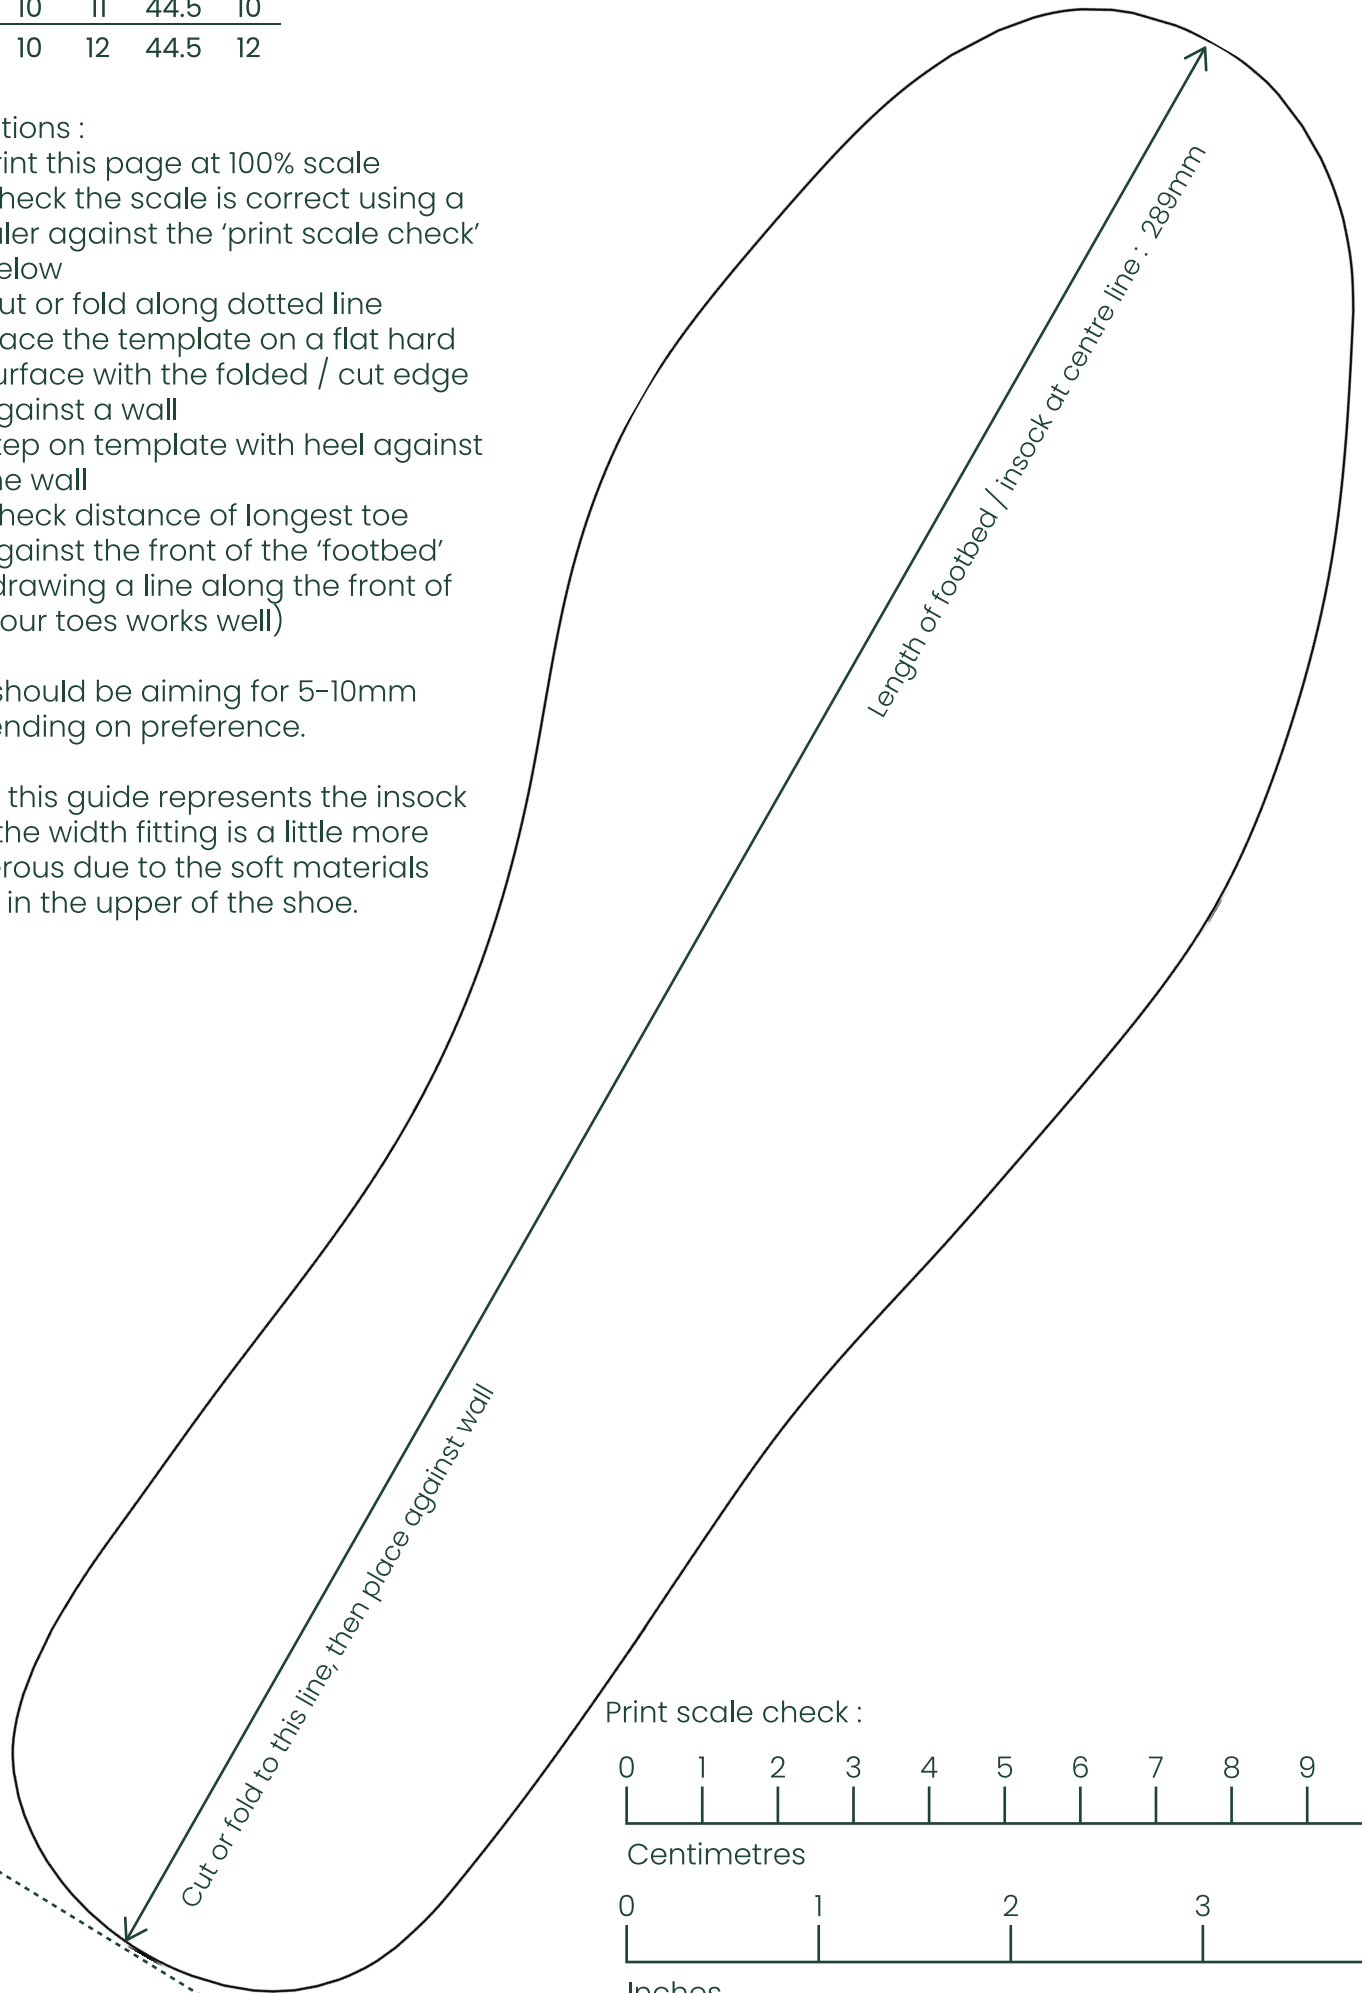 10 11 44.5 10
10 12 44.5 12
tions :
rint this page at 100% scale
heck the scale is correct using a
ler against the ‘print scale check’
elow
ut or fold along dotted line
ace the template on a flat hard
urface with the folded / cut edge
gainst a wall
tep on template with heel against
ne wall
heck distance of longest toe
gainst the front of the ‘footbed’
drawing a line along the front of
our toes works well)
should be aiming for 5-10mm
ending on preference.
this guide represents the insock
the width fitting is a little more
erous due to the soft materials
in the upper of the shoe.
Length of footbed / insock at centre line : 289mm
Cut or fold to this line, then place against wall
Print scale check :
0 1 2 3 4 5 6 7 8 9
Centimetres
0 1 2 3
Inches